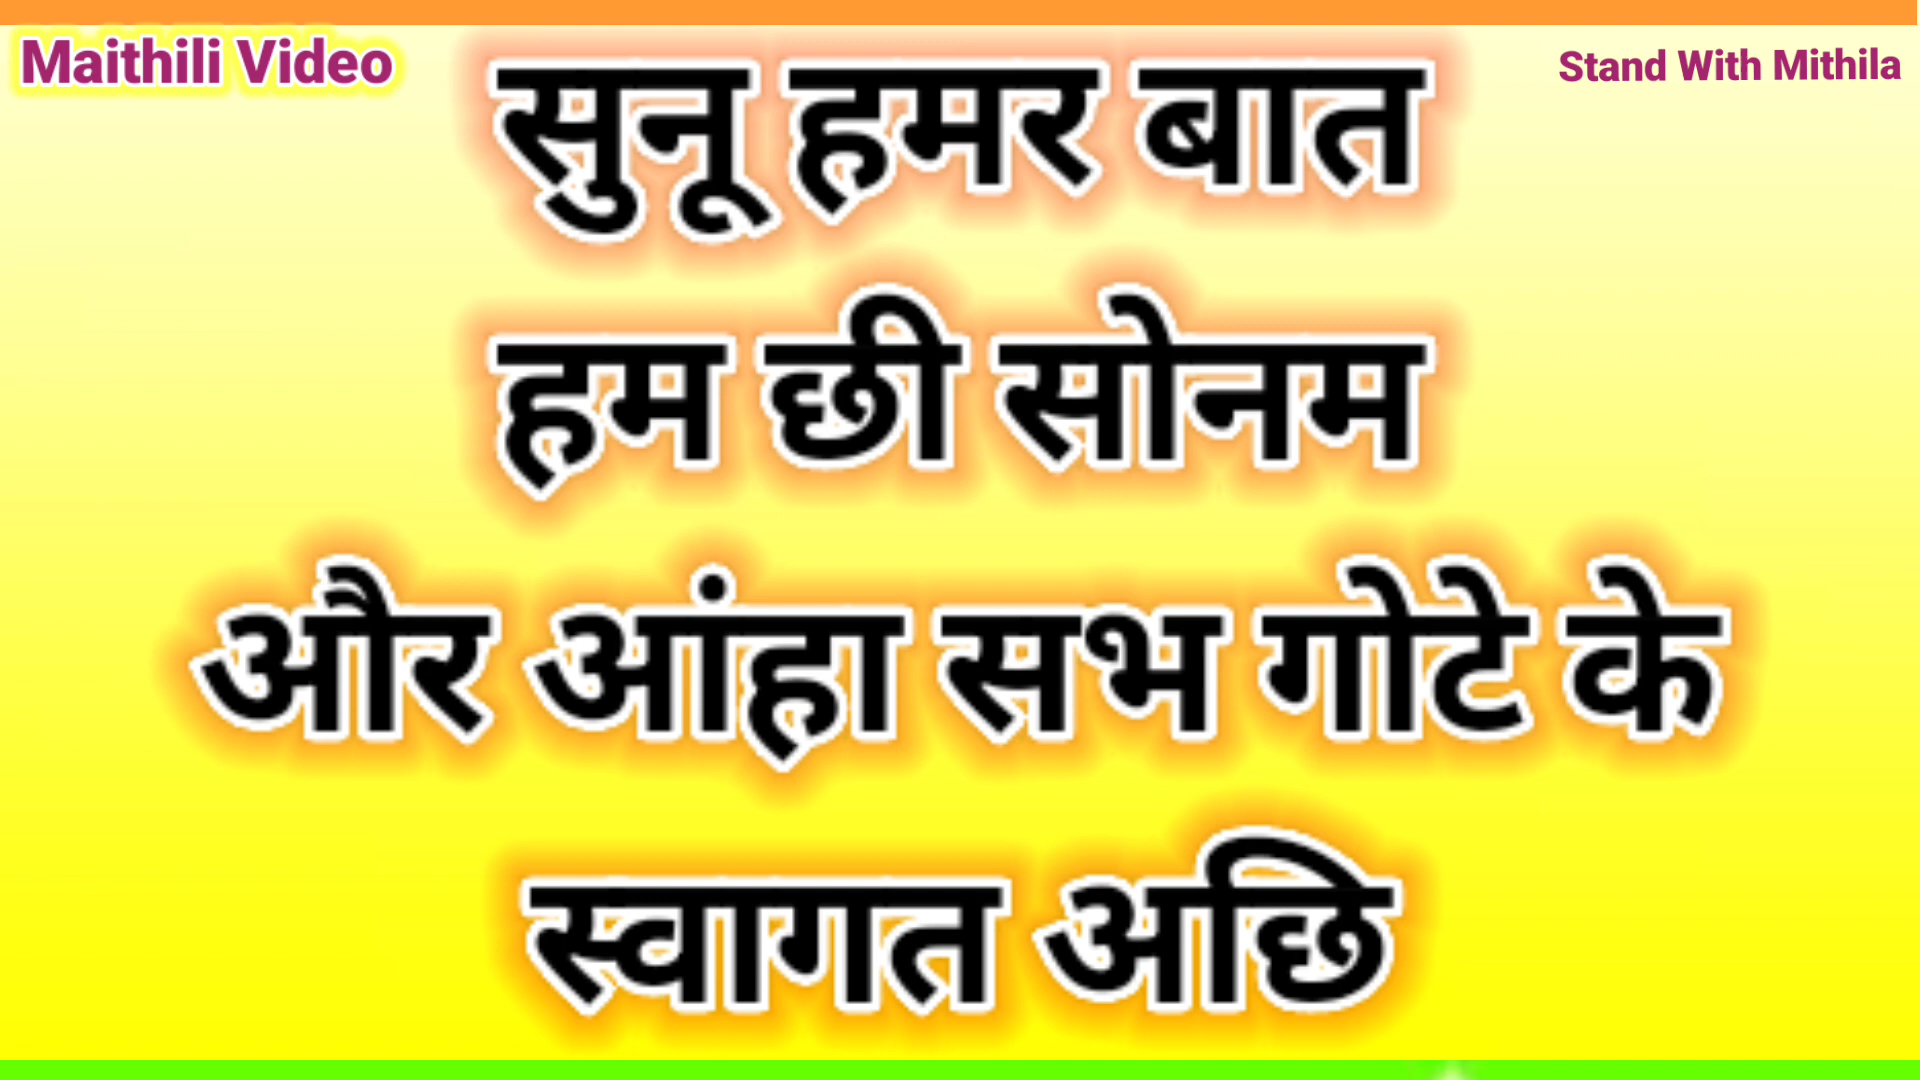 Maithili Video
Stand With Mithila
सुनू हमर बात
हम छी सोनम
और आंहा सभ गोटे के
स्वागत अछि